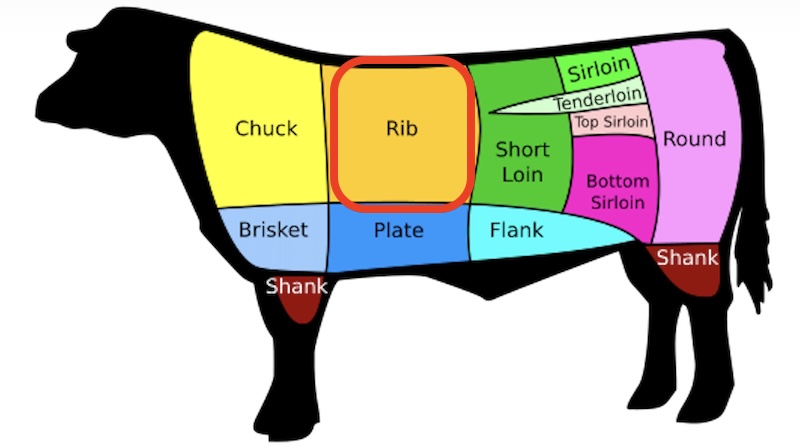 Chuck
Rib
Short
Loin
Sirloin
Tenderloin
Top Sirloin
Bottom
Sirloin
Round
Brisket
Plate
Flank
Shank
Shank